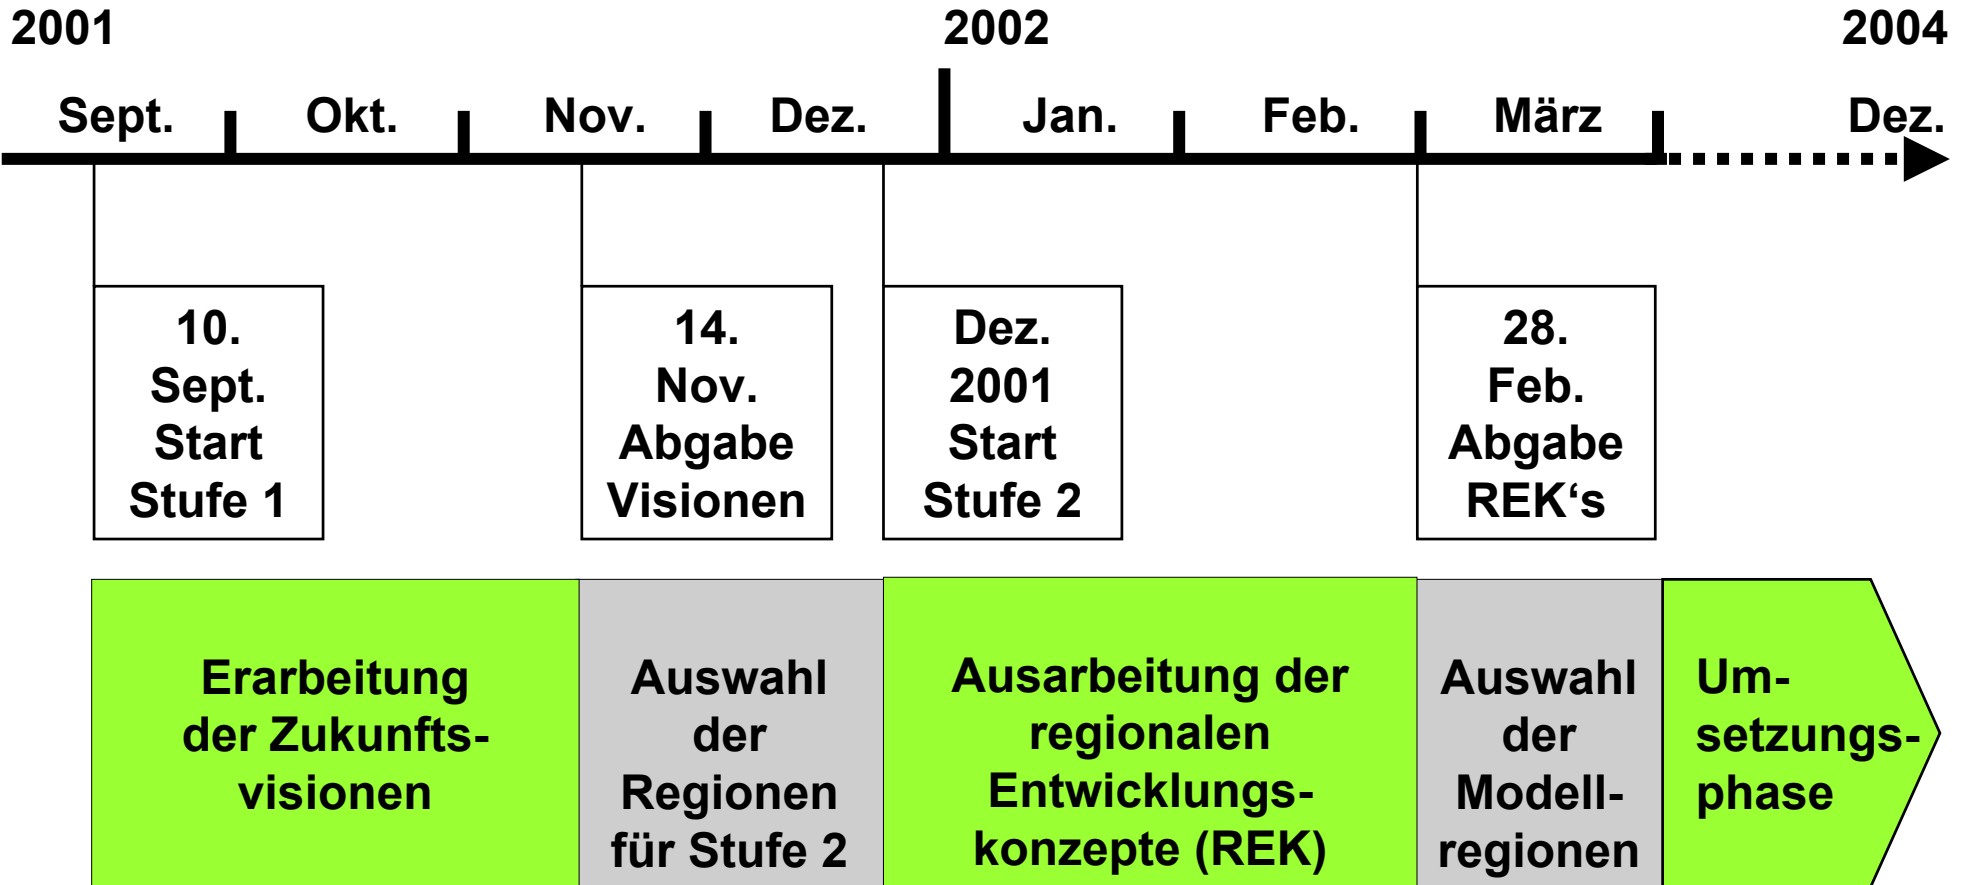 2001 2002 2004
Sept. Okt. Nov. Dez. Jan. Feb. März Dez.
10.
Sept.
Start
Stufe 1
14.
Nov.
Abgabe
Visionen
Dez.
2001
Start
Stufe 2
28.
Feb.
Abgabe
REK‘s
Erarbeitung
der Zukunfts-
visionen
Auswahl
der
Regionen
für Stufe 2
Ausarbeitung der
regionalen
Entwicklungs-
konzepte (REK)
Auswahl
der
Modell-
regionen
Um-
setzungs-
phase